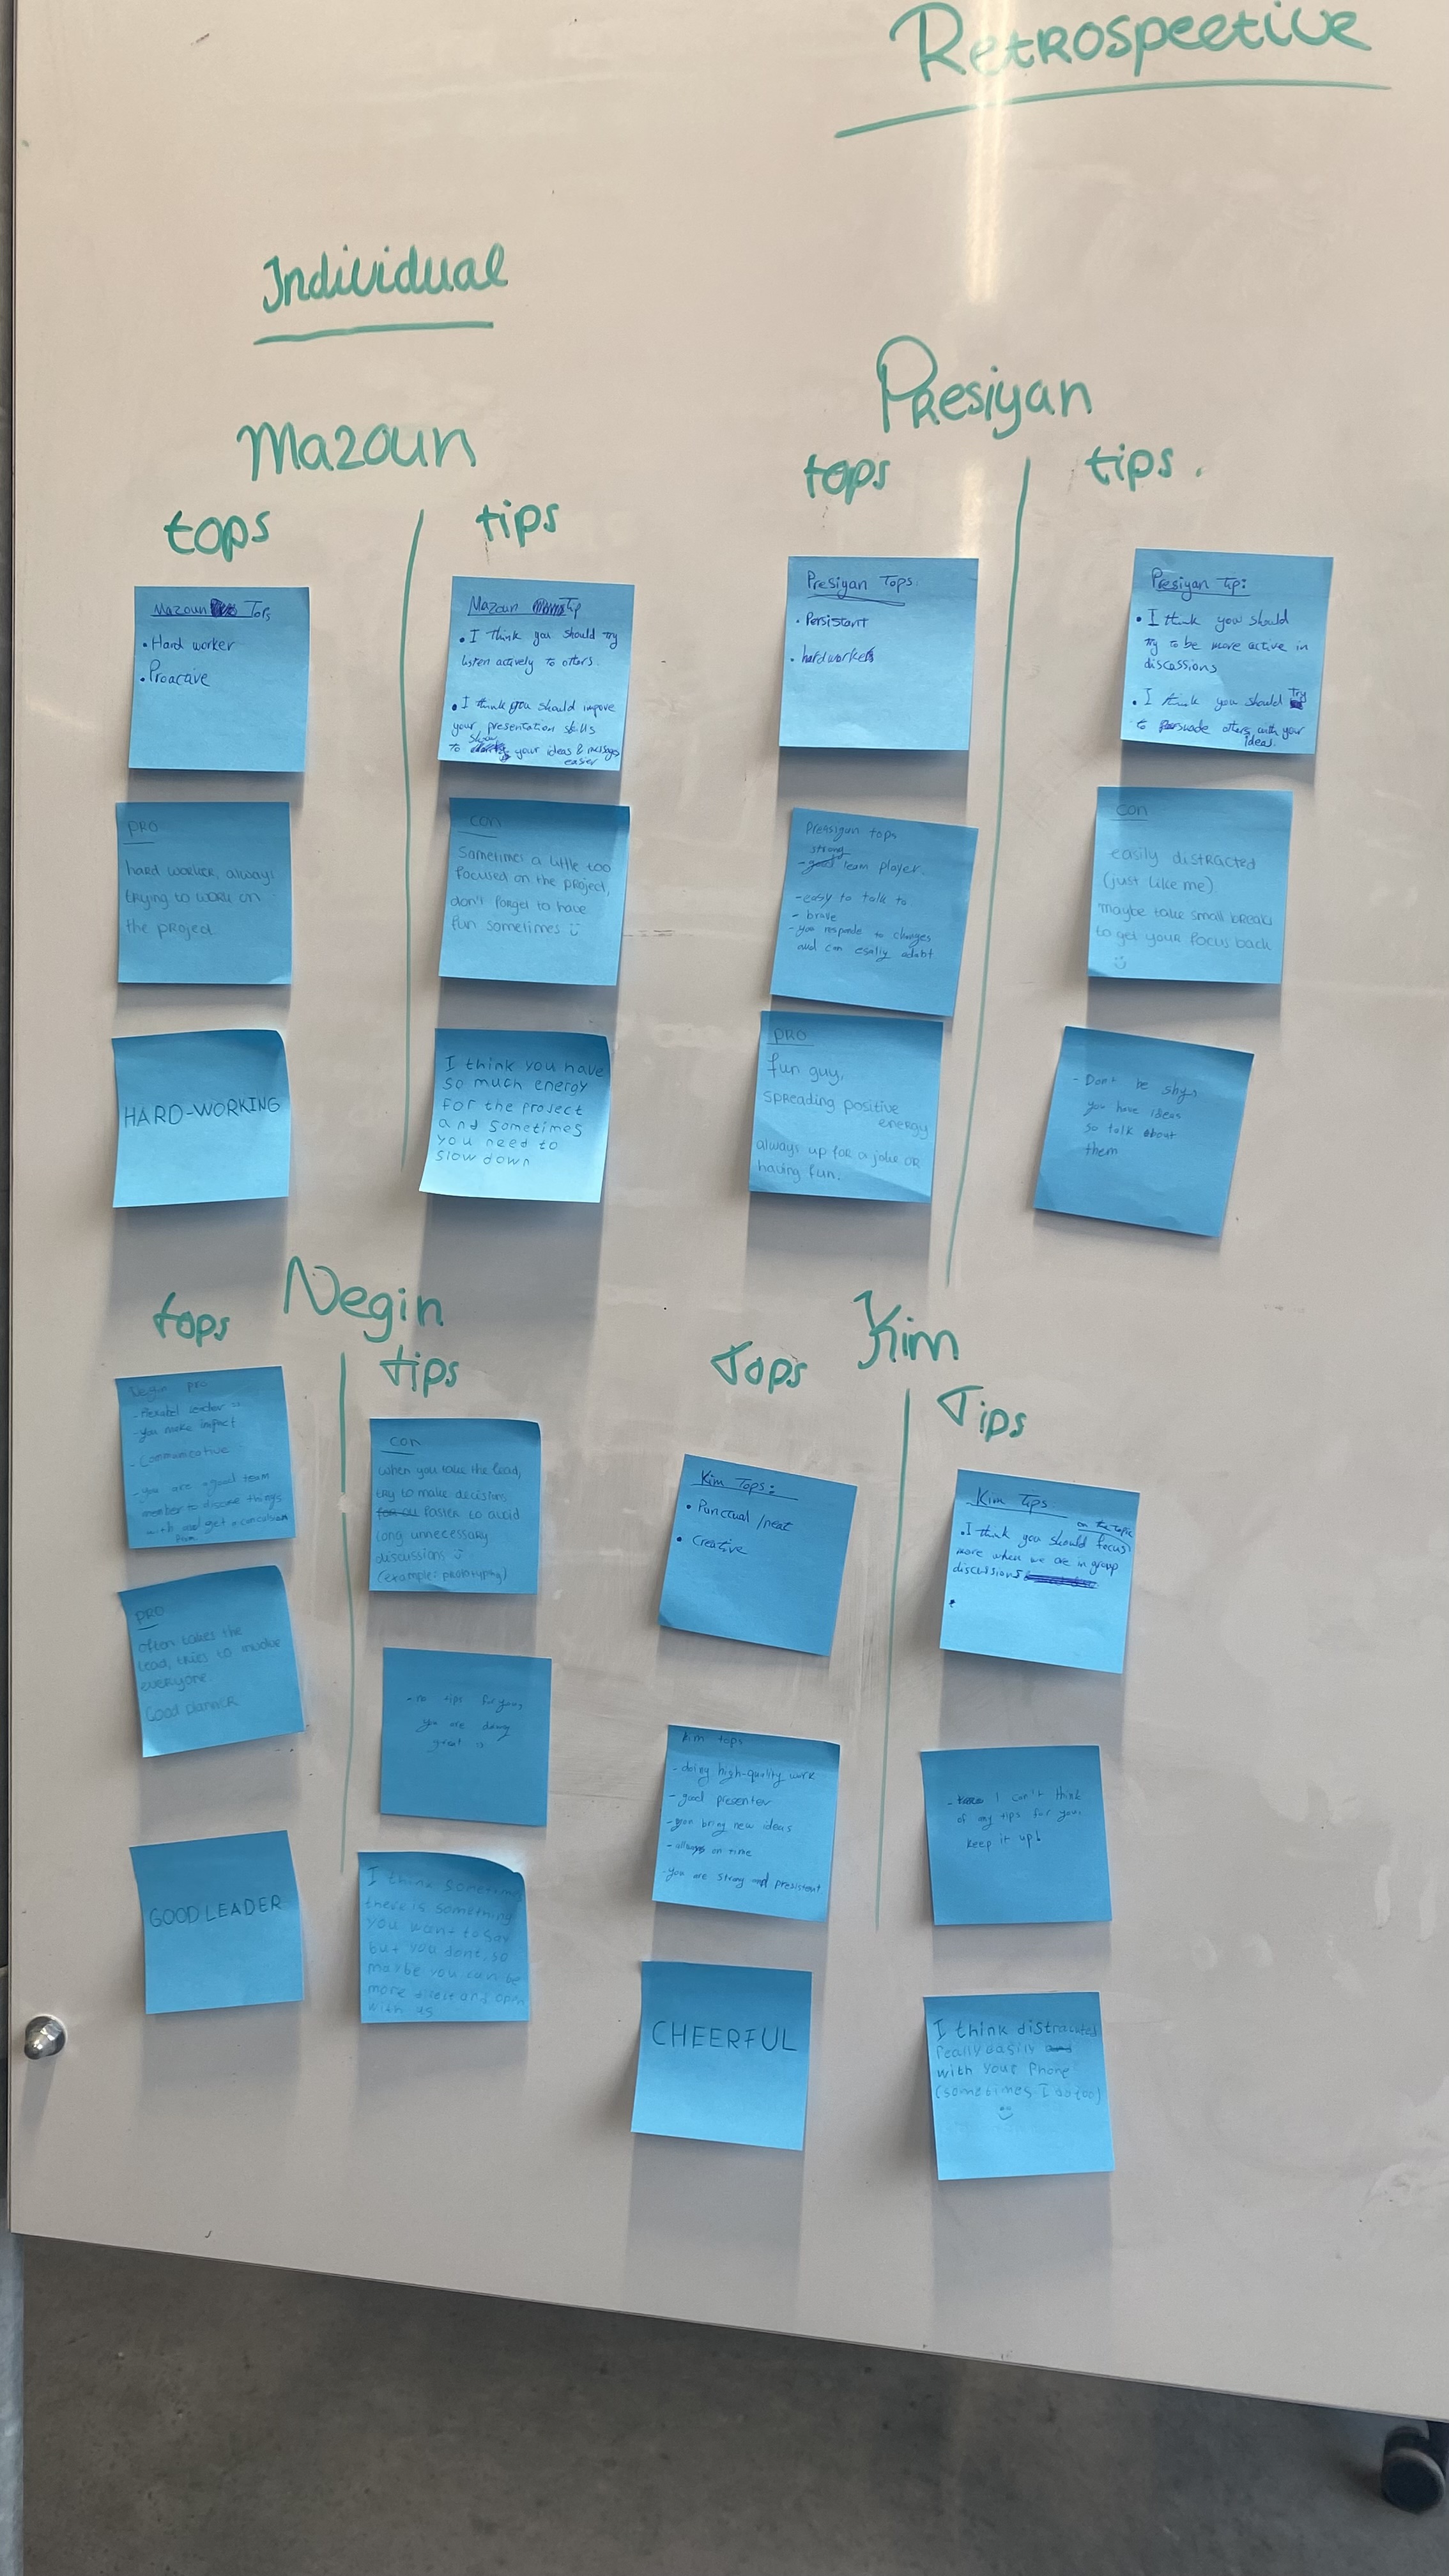 Retrospective
Individual
Mazoun
tops
tips
Mazoun Tops
• Hard worker
• Proacive
PRO
hard worker, always
trying to work on
the project
HARD-WORKING
Mazoun Tip
• I think you should try
listen actively to others.
• I think you should impove
your presentation skills
to show your ideas & messages
easier
con
Sometimes a little too
focused on the project,
don't forget to have
fun sometimes
I think you have
so much energy
for the project
and sometimes
you need to
slow down
Presiyan
tops
tips.
Presiyan Tops
• Persistant
• hardworker
tops
strong
- good team player
- easy to talk to
- brave
- you responde to changes
and can esaliy adabt
PRO
fun guy,
spreading positive
energy
always up for a joke or
having fun.
Presiyan Tip:
• I think you should
try to be more active in
discassions
• I think you should Try
to persuade others with your
ideas.
con
easily distracted
(just like me)
maybe take small breaks
to get your focus back
- Don't be shy,
you have ideas
so talk about
them
Negin
tops
tips
Negin pro
- leader
- you make impact
- Communicative
- you are a good team
member to discuse things
with and get a
PRO
often takes the
lead, tries to involve
everyone
Good planner
GOOD LEADER
con
when you take the lead,
try to make decisions
faster to avoid
long unnecessary
discussions
(example: prototyping)
- no tips for you,
you are doing
great :)
I think sometimes
there is something
you want to say
but you dont, so
maybe you can be
more direct and open
with us
Kim
Tops
Tips
Kim Tops:
• Punctual /neat
• Creative
Kim tops
- doing high-quality work
- good presenter
- you bring new ideas
- on time
- you are strong and presistent
CHEERFUL
Kim Tips
on the topic
• I think you should focus
more when we are in group
discussions
- I can't think
of any tips for you.
keep it up!
I think distracted
really easily
with your Phone
(sometimes I do too)